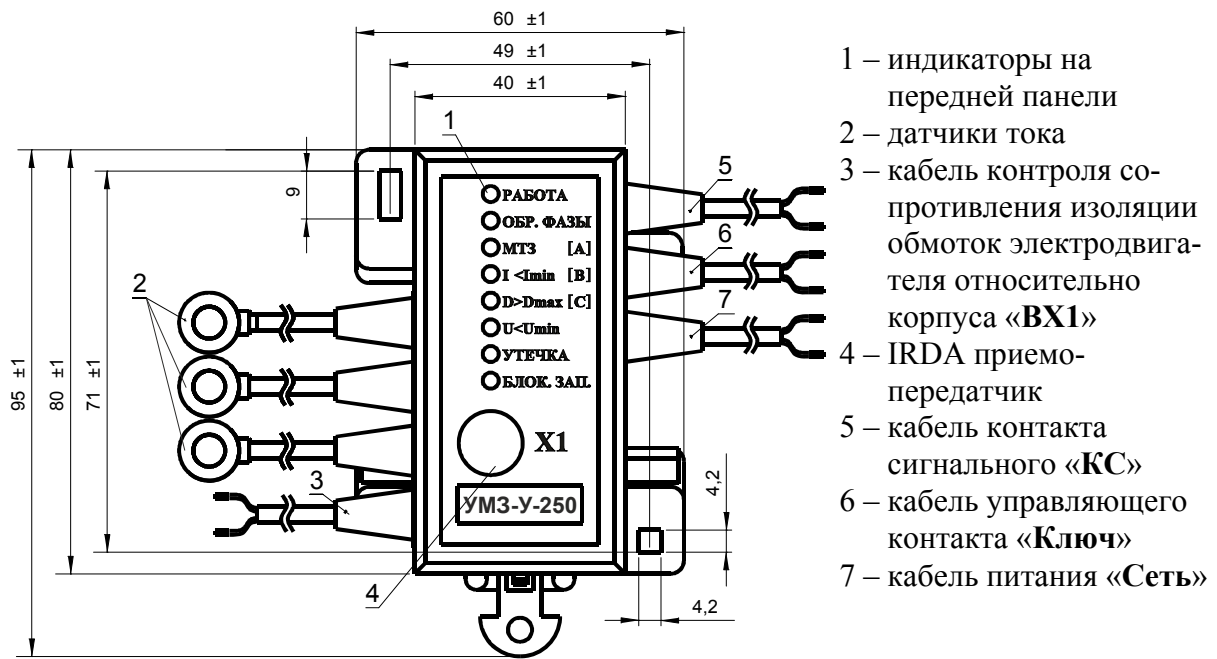 60 ±1
49 ±1
40 ±1
1
2
3
4
5
6
7
95 ±1
80 ±1
71 ±1
9
4,2
4,2
РАБОТА
ОБР. ФАЗЫ
МТЗ [А]
I <Imin [В]
D>Dmax [С]
U<Umin
УТЕЧКА
БЛОК. ЗАП.
X1
УМЗ-У-250
1 – индикаторы на
передней панели
2 – датчики тока
3 – кабель контроля со-
противления изоляции
обмоток электродвига-
теля относительно
корпуса «ВХ1»
4 – IRDA приемо-
передатчик
5 – кабель контакта
сигнального «КС»
6 – кабель управляющего
контакта «Ключ»
7 – кабель питания «Сеть»